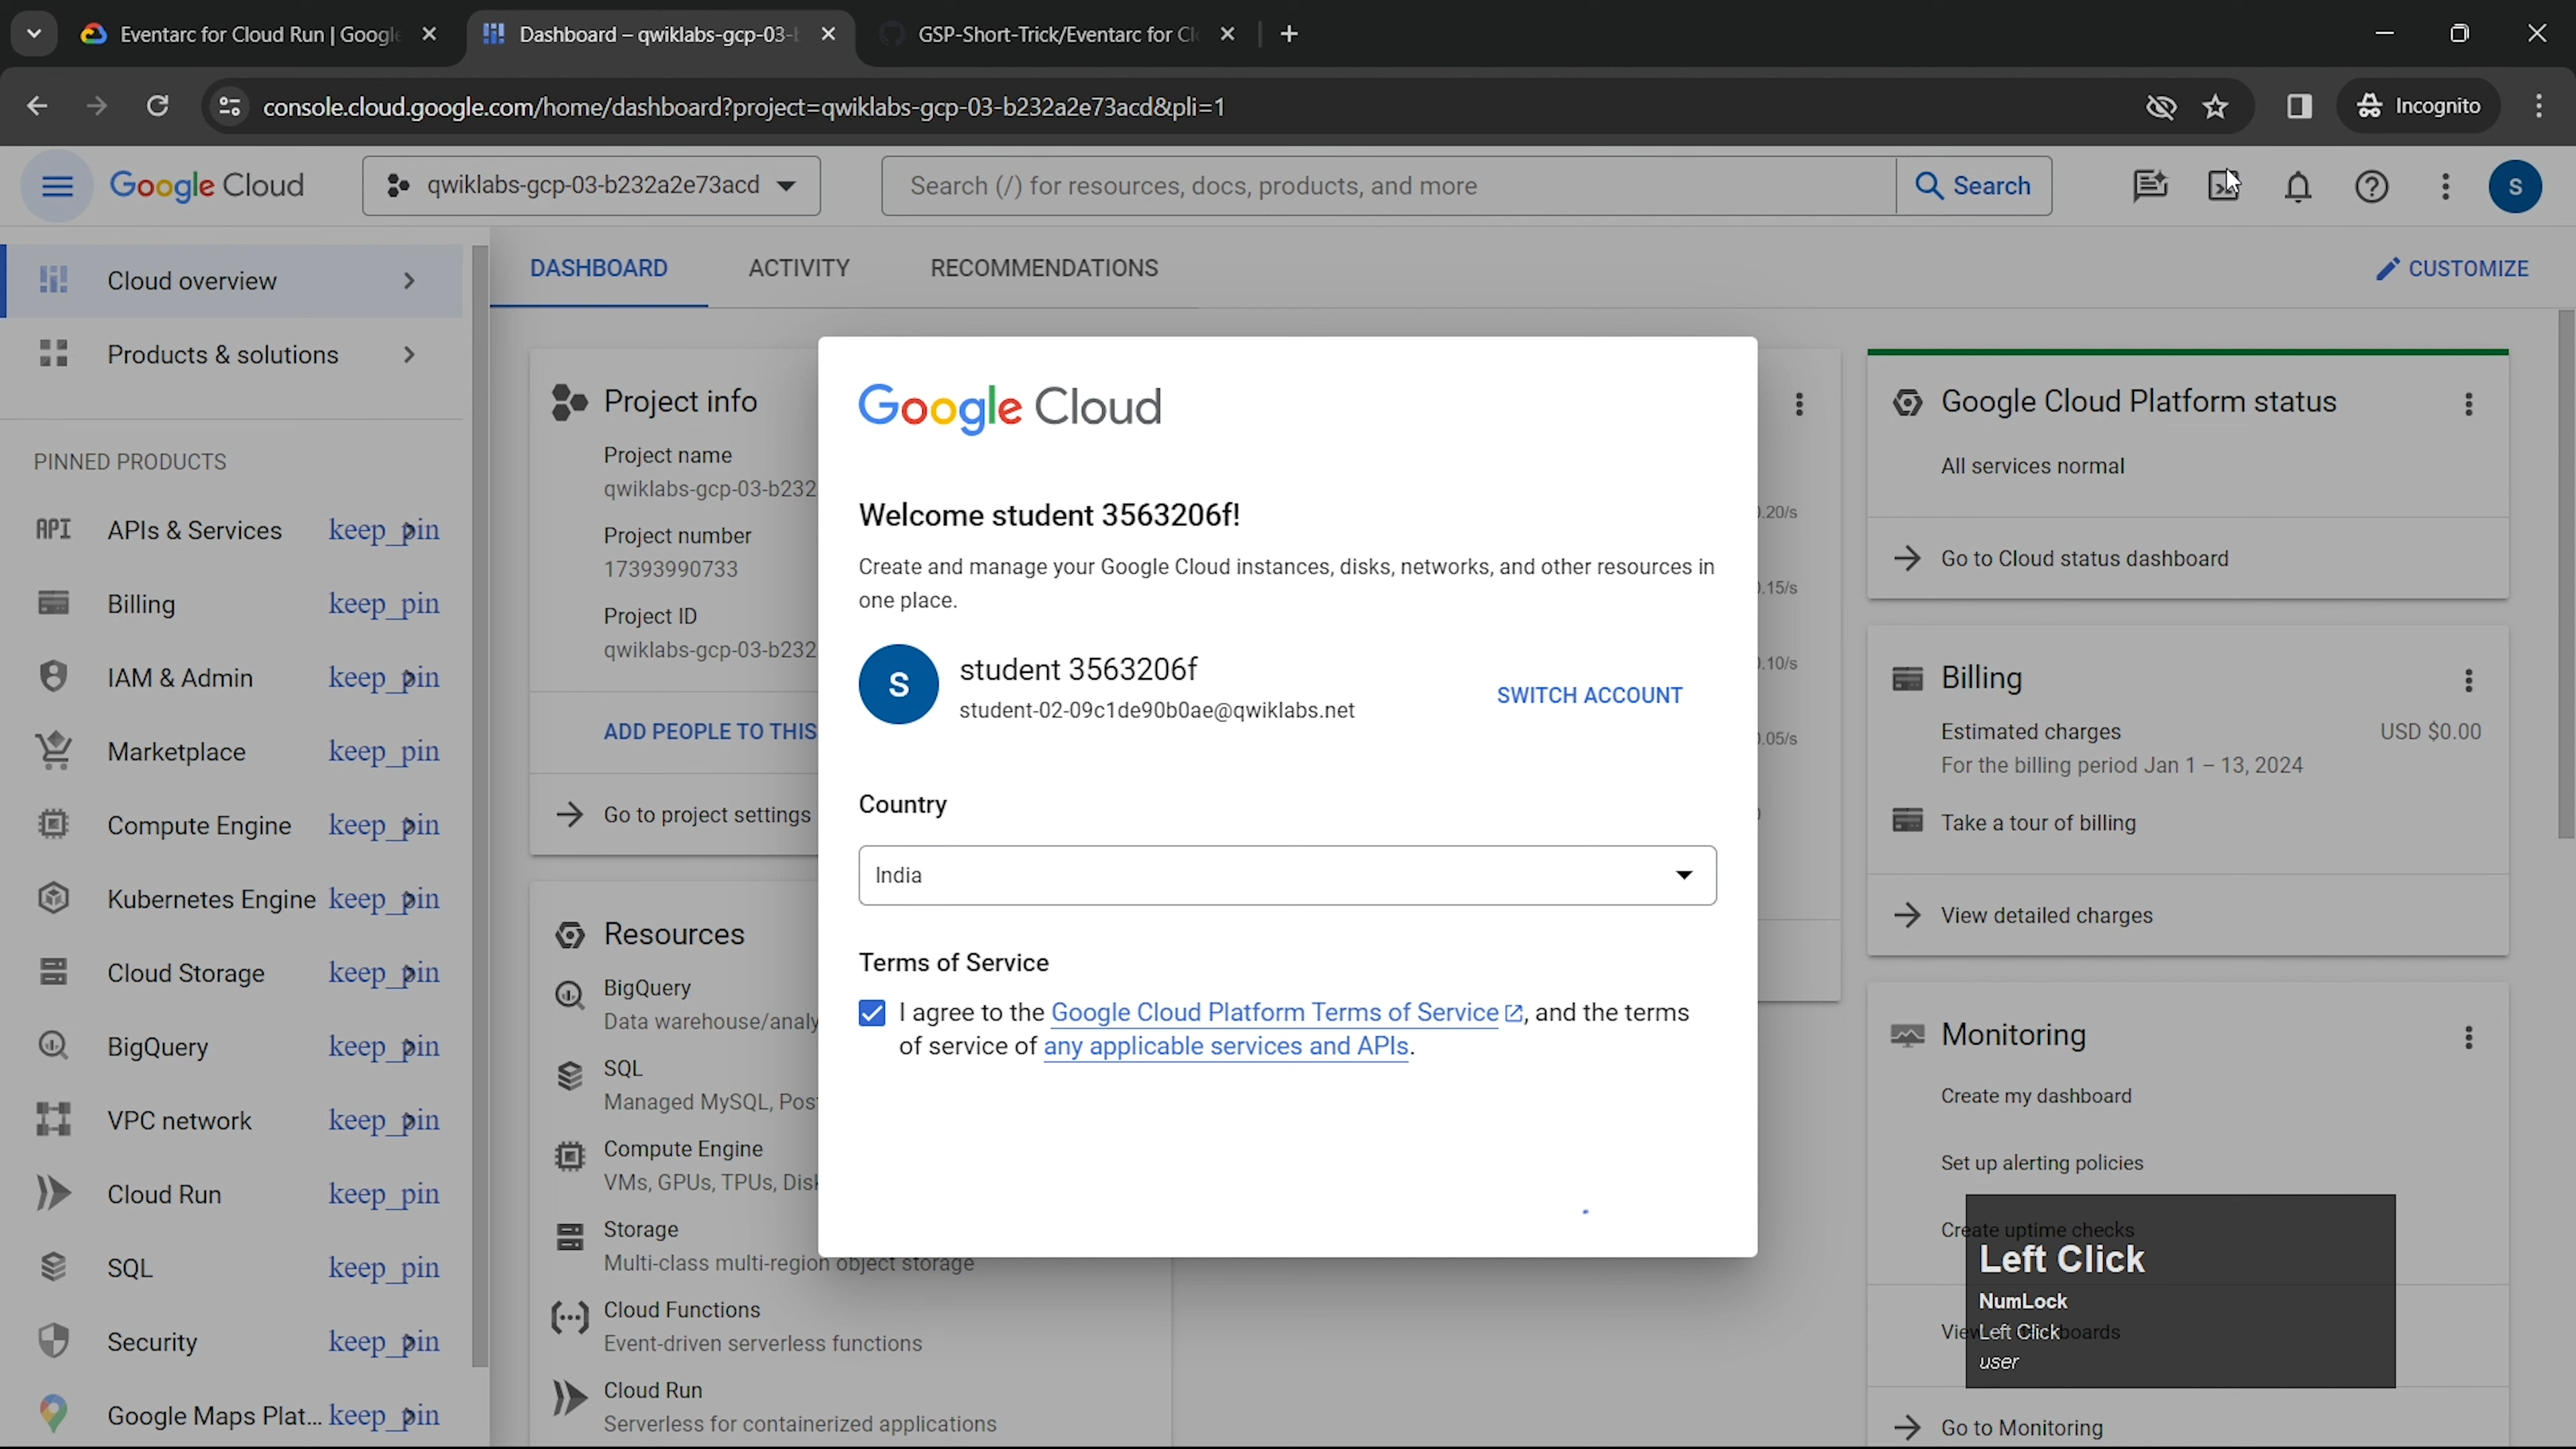 Eventarc for Cloud Run | Google
Dashboard – qwiklabs-gcp-03-b
GSP-Short-Trick/Eventarc for Cl
console.cloud.google.com/home/dashboard?project=qwiklabs-gcp-03-b232a2e73acd&pli=1
Incognito
Google Cloud
qwiklabs-gcp-03-b232a2e73acd
Search (/) for resources, docs, products, and more
Search
S
Cloud overview
Products & solutions
PINNED PRODUCTS
APIs & Services keep_pin
Billing keep_pin
IAM & Admin keep_pin
Marketplace keep_pin
Compute Engine keep_pin
Kubernetes Engine keep_pin
Cloud Storage keep_pin
BigQuery keep_pin
VPC network keep_pin
Cloud Run keep_pin
SQL keep_pin
Security keep_pin
Google Maps Plat... keep_pin
DASHBOARD
ACTIVITY
RECOMMENDATIONS
CUSTOMIZE
Project info
Project name
qwiklabs-gcp-03-b232
Project number
17393990733
Project ID
qwiklabs-gcp-03-b232
ADD PEOPLE TO THIS
Go to project settings
Resources
BigQuery
Data warehouse/analy
SQL
Managed MySQL, Pos
Compute Engine
VMs, GPUs, TPUs, Disk
Storage
Multi-class multi-region object storage
Cloud Functions
Event-driven serverless functions
Cloud Run
Serverless for containerized applications
Google Cloud
Welcome student 3563206f!
Create and manage your Google Cloud instances, disks, networks, and other resources in
one place.
S
student 3563206f
student-02-09c1de90b0ae@qwiklabs.net
SWITCH ACCOUNT
Country
India
Terms of Service
I agree to the Google Cloud Platform Terms of Service, and the terms
of service of any applicable services and APIs.
.20/s
.15/s
.10/s
.05/s
Google Cloud Platform status
All services normal
Go to Cloud status dashboard
Billing
Estimated charges USD $0.00
For the billing period Jan 1 – 13, 2024
Take a tour of billing
View detailed charges
Monitoring
Create my dashboard
Set up alerting policies
Create uptime checks
View boards
Go to Monitoring
Left Click
NumLock
Left Click
user